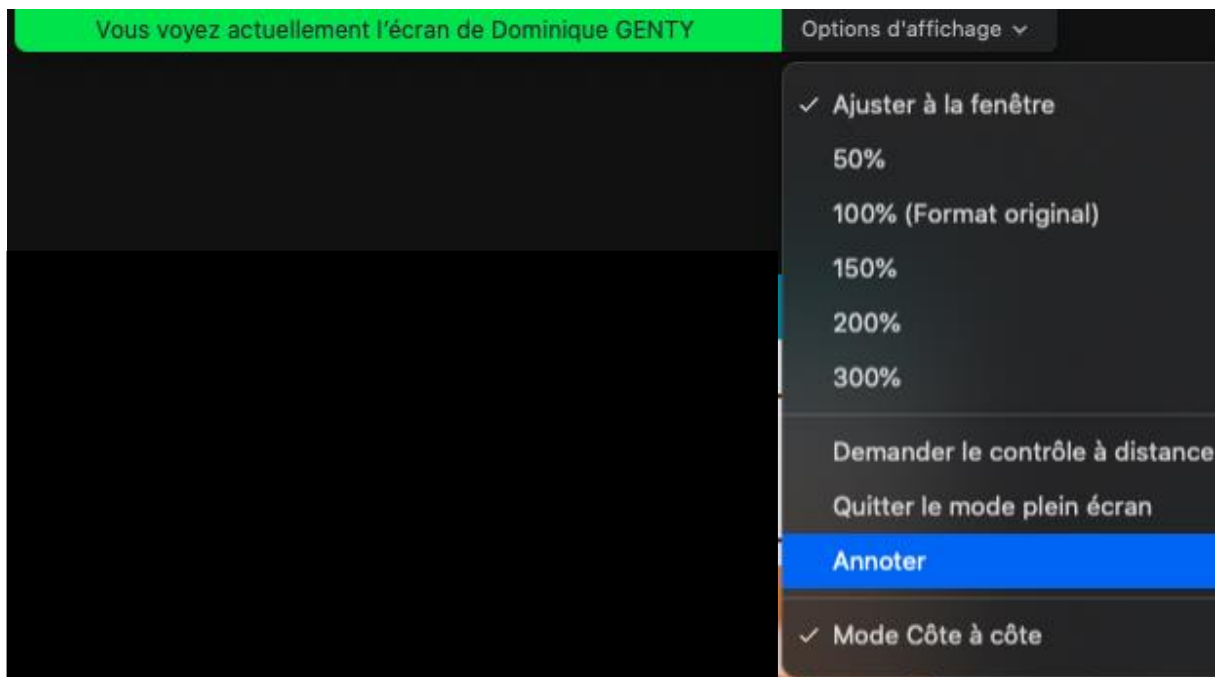 Vous voyez actuellement l'écran de Dominique GENTY
Options d'affichage
Ajuster à la fenêtre
50%
100% (Format original)
150%
200%
300%
Demander le contrôle à distance
Quitter le mode plein écran
Annoter
Mode Côte à côte